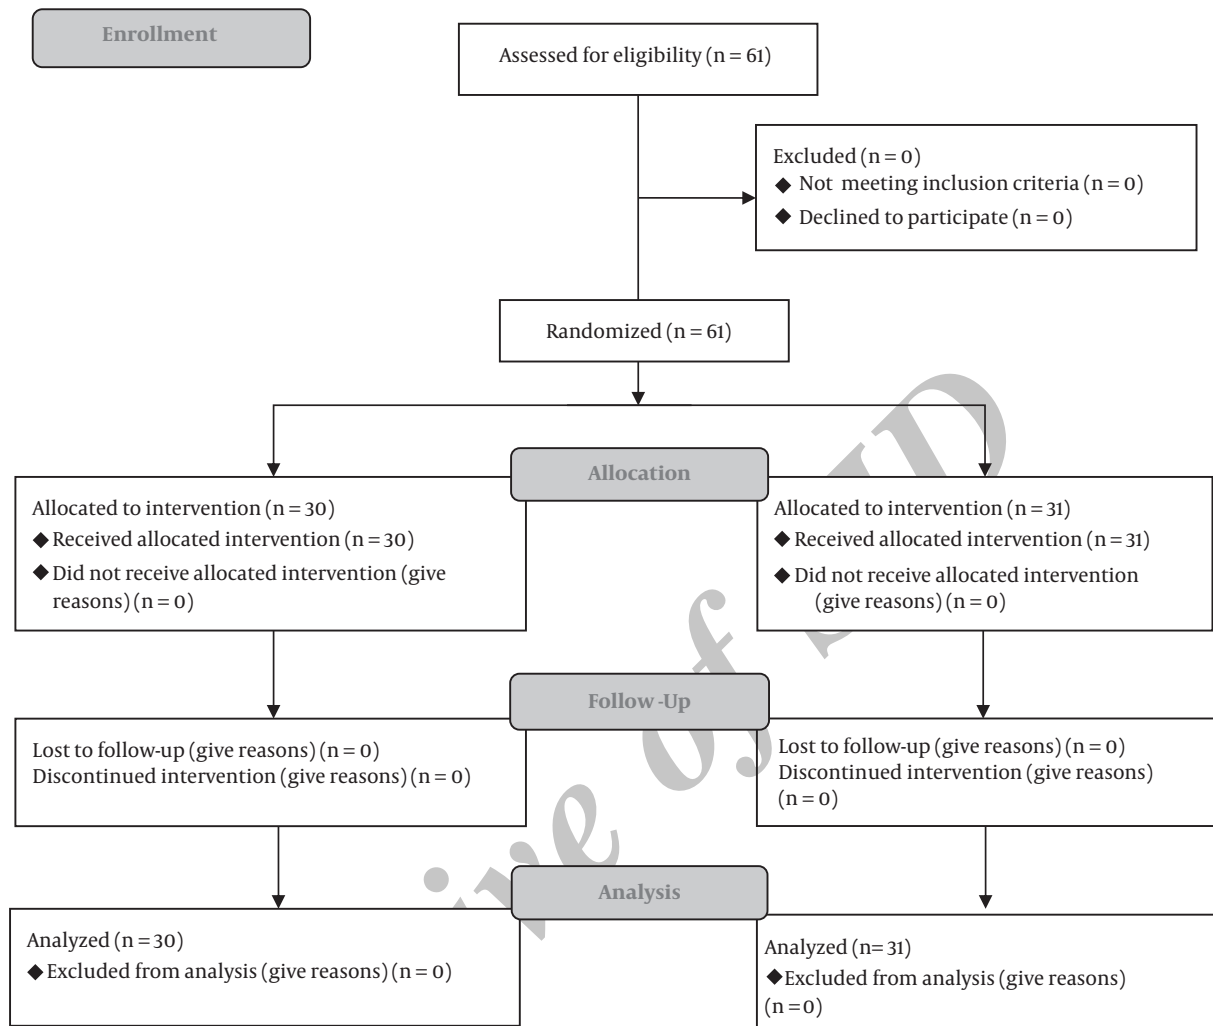 Enrollment
Assessed for eligibility (n = 61)
Excluded (n = 0)
◆ Not meeting inclusion criteria (n = 0)
◆ Declined to participate (n = 0)
Randomized (n = 61)
Allocation
Allocated to intervention (n = 30)
◆ Received allocated intervention (n = 30)
◆ Did not receive allocated intervention (give
reasons) (n = 0)
Allocated to intervention (n = 31)
◆ Received allocated intervention (n = 31)
◆ Did not receive allocated intervention
(give reasons) (n = 0)
Follow-Up
Lost to follow-up (give reasons) (n = 0)
Discontinued intervention (give reasons) (n = 0)
Lost to follow-up (give reasons) (n = 0)
Discontinued intervention (give reasons)
(n = 0)
Analysis
Analyzed (n = 30)
◆ Excluded from analysis (give reasons) (n = 0)
Analyzed (n= 31)
◆ Excluded from analysis (give reasons)
(n = 0)
of